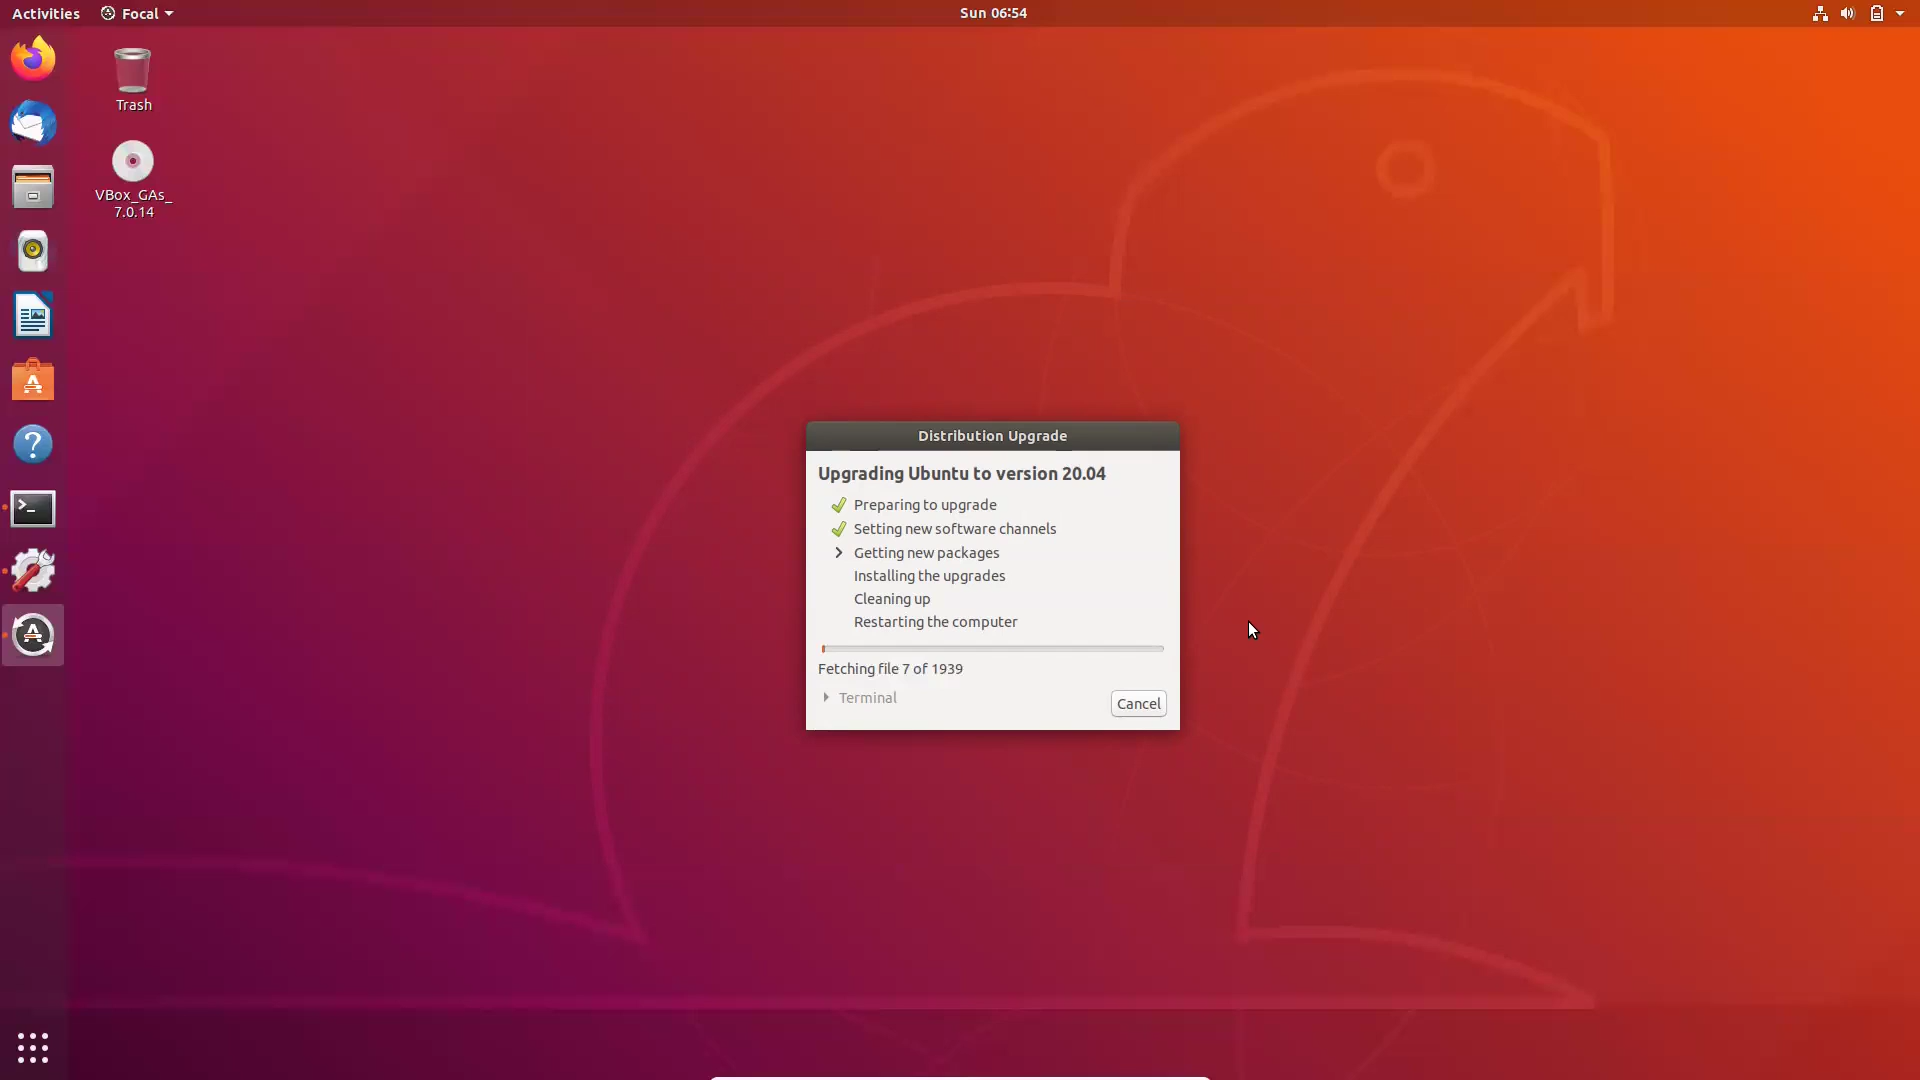 Activities
Focal
Sun 06:54
Trash
VBox_GAs_
7.0.14
Distribution Upgrade
Upgrading Ubuntu to version 20.04
Preparing to upgrade
Setting new software channels
Getting new packages
Installing the upgrades
Cleaning up
Restarting the computer
Fetching file 7 of 1939
Terminal
Cancel